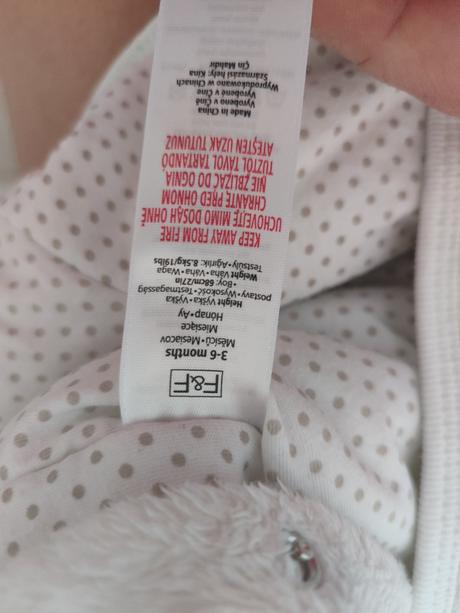 F&F
3-6 months
Měsíců•Mesiacov
Miesiące
Hónap•Ay
Height Výška•Výška
postavy•Wysokość•Testmagasság
•Boy: 68cm/27in
Weight Váha•Váha•Waga
Testsúly•Ağırlık: 8.5kg/19lbs
KEEP AWAY FROM FIRE
UCHOVEJTE MIMO DOSAH OHNĚ
CHRÁNTE PRED OHŇOM
NIE ZBLIŻAĆ DO OGNIA
TŰZTŐL TÁVOL TARTANDÓ
ATEŞTEN UZAK TUTUNUZ
Made in China
Vyrobeno v Číně
Vyrobené v Číne
Wyprodukowano w Chinach
Származási hely: Kína
Çin Malıdır